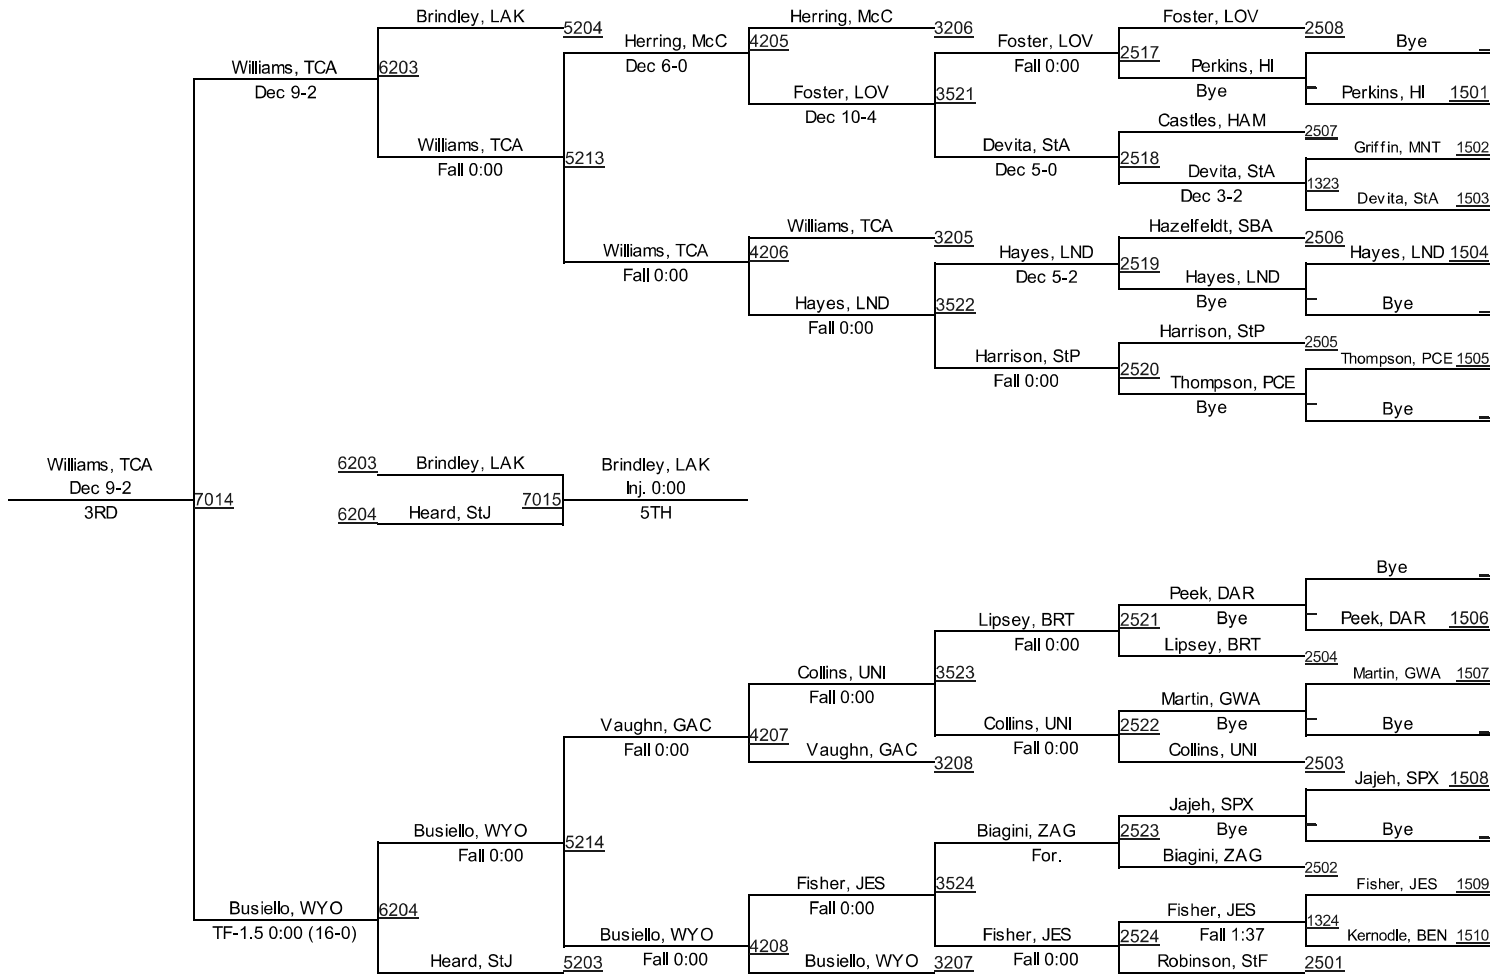 Brindley, LAK
5204
Herring, McC
3206
Foster, LOV
2508
Herring, McC
4205
Foster, LOV
2517
Bye
Williams, TCA
6203
Dec 6-0
Fall 0:00
Perkins, HI
Dec 9-2
Foster, LOV
3521
Bye
Perkins, HI 1501
Dec 10-4
Castles, HAM
2507
Williams, TCA
5213
Devita, StA
2518
Griffin, MNT 1502
Fall 0:00
Dec 5-0
Devita, StA
1323
Dec 3-2
Devita, StA 1503
Williams, TCA
3205
Hazelfeldt, SBA
2506
Williams, TCA
4206
Hayes, LND
2519
Hayes, LND 1504
Fall 0:00
Dec 5-2
Hayes, LND
Hayes, LND
3522
Bye
Bye
Fall 0:00
Harrison, StP
2505
Harrison, StP
2520
Thompson, PCE 1505
Fall 0:00
Thompson, PCE
Bye
Bye
Williams, TCA
6203
Brindley, LAK
Brindley, LAK
Dec 9-2
7014
7015
Inj. 0:00
3RD
6204
Heard, StJ
5TH
Bye
Peek, DAR
Lipsey, BRT
2521
Bye
Peek, DAR 1506
Fall 0:00
Lipsey, BRT
2504
Collins, UNI
3523
Martin, GWA 1507
Fall 0:00
Martin, GWA
Vaughn, GAC
4207
Collins, UNI
2522
Bye
Bye
Fall 0:00
Vaughn, GAC
3208
Fall 0:00
Collins, UNI
2503
Jajeh, SPX 1508
Jajeh, SPX
Busiello, WYO
5214
Biagini, ZAG
2523
Bye
Bye
Fall 0:00
For.
Biagini, ZAG
2502
Fisher, JES
3524
Fisher, JES 1509
Busiello, WYO
6204
Fall 0:00
Fisher, JES
1324
TF-1.5 0:00 (16-0)
Busiello, WYO
4208
Fisher, JES
2524
Fall 1:37
Kernodle, BEN 1510
Heard, StJ
5203
Fall 0:00
Busiello, WYO
3207
Fall 0:00
Robinson, StF
2501